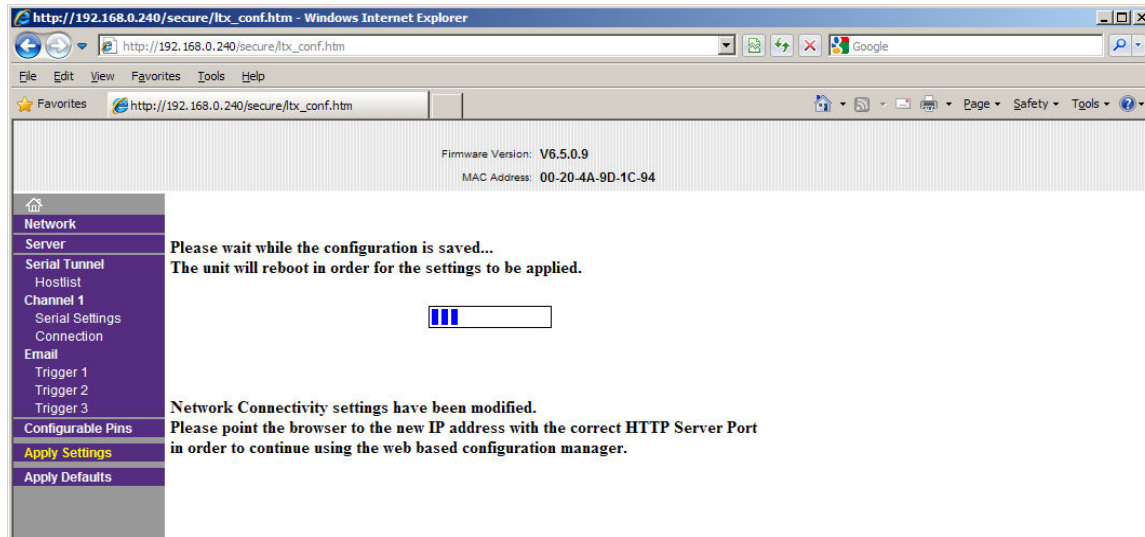 http://192.168.0.240/secure/ltx_conf.htm - Windows Internet Explorer
http://192.168.0.240/secure/ltx_conf.htm
Google
File Edit View Favorites Tools Help
Favorites http://192.168.0.240/secure/ltx_conf.htm Page Safety Tools
Firmware Version: V6.5.0.9
MAC Address: 00-20-4A-9D-1C-94
Network
Server
Serial Tunnel
Hostlist
Channel 1
Serial Settings
Connection
Email
Trigger 1
Trigger 2
Trigger 3
Configurable Pins
Apply Settings
Apply Defaults
Please wait while the configuration is saved...
The unit will reboot in order for the settings to be applied.
Network Connectivity settings have been modified.
Please point the browser to the new IP address with the correct HTTP Server Port
in order to continue using the web based configuration manager.